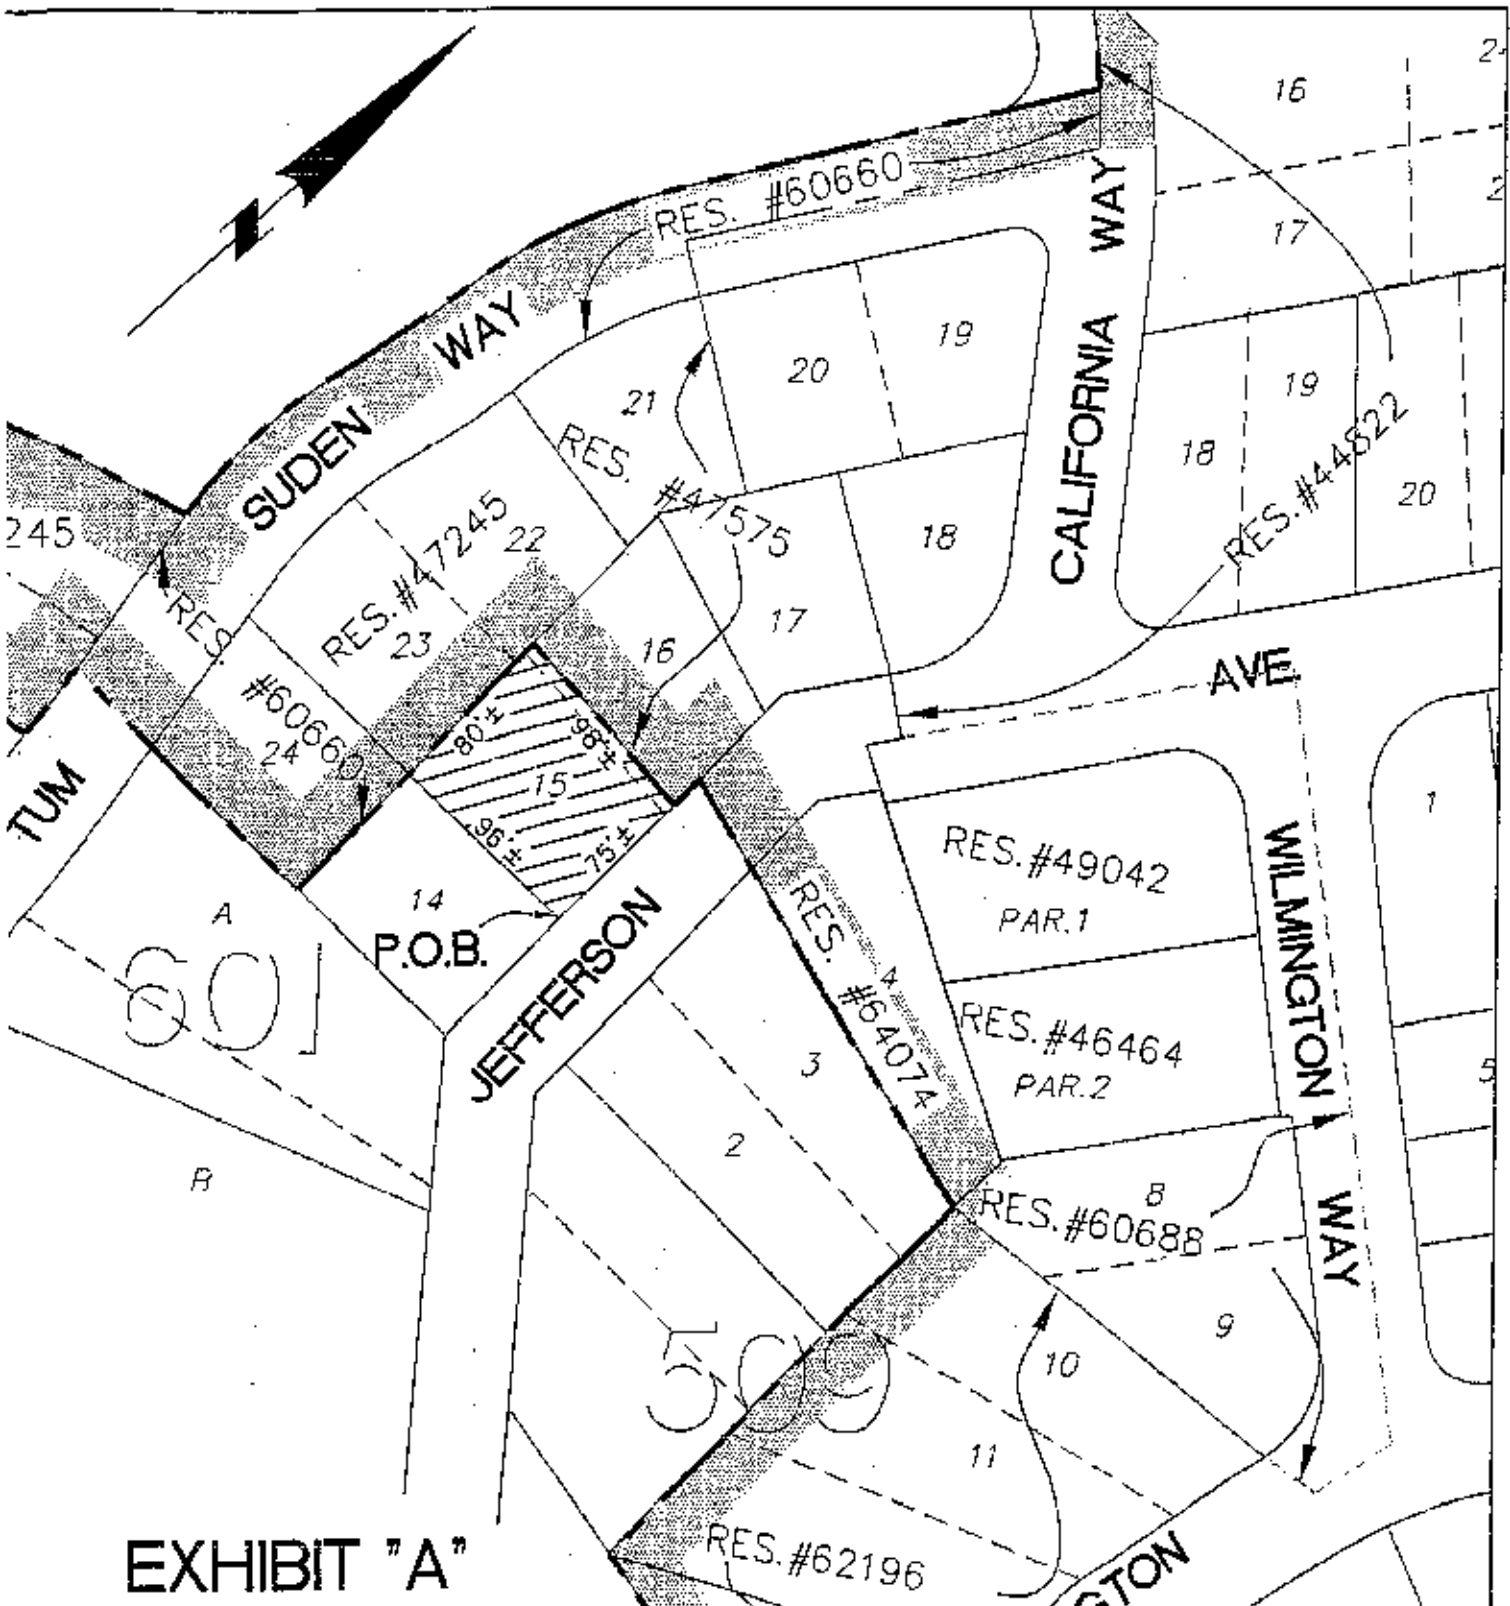 16
RES. #60660
CALIFORNIA WAY
17
SUDEN WAY
20
19
21
RES. #47575
19
18
20
RES. #44822
245
RES. #47245
22
23
18
17
16
RES. #60660
24
AVE.
80'±
98'±
15
96'±
75'±
TUM
1
RES. #49042
PAR.1
WILMINGTON WAY
A
14
P.O.B.
JEFFERSON
601
RES. #64074
4
RES. #46464
PAR.2
3
2
5
B
8
RES. #60688
9
10
11
RES. #62196
GTON
EXHIBIT "A"